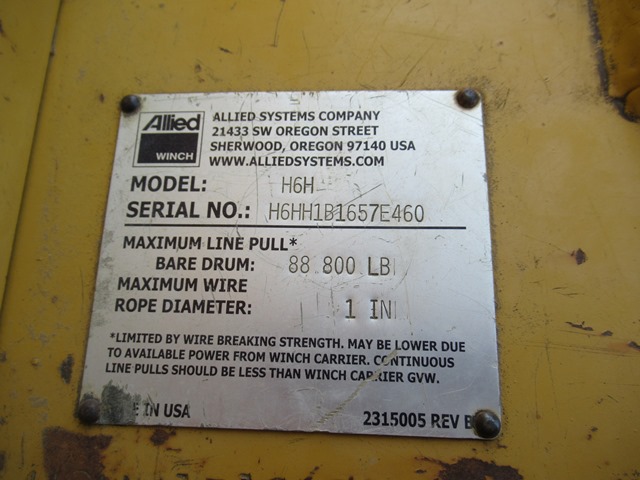 Allied
WINCH
ALLIED SYSTEMS COMPANY
21433 SW OREGON STREET
SHERWOOD, OREGON 97140 USA
WWW.ALLIEDSYSTEMS.COM
MODEL: H6H
SERIAL NO.: H6HH1B1657E460
MAXIMUM LINE PULL*
BARE DRUM: 88 800 LB
MAXIMUM WIRE
ROPE DIAMETER: 1 IN
*LIMITED BY WIRE BREAKING STRENGTH. MAY BE LOWER DUE
TO AVAILABLE POWER FROM WINCH CARRIER. CONTINUOUS
LINE PULLS SHOULD BE LESS THAN WINCH CARRIER GVW.
IN USA
2315005 REV